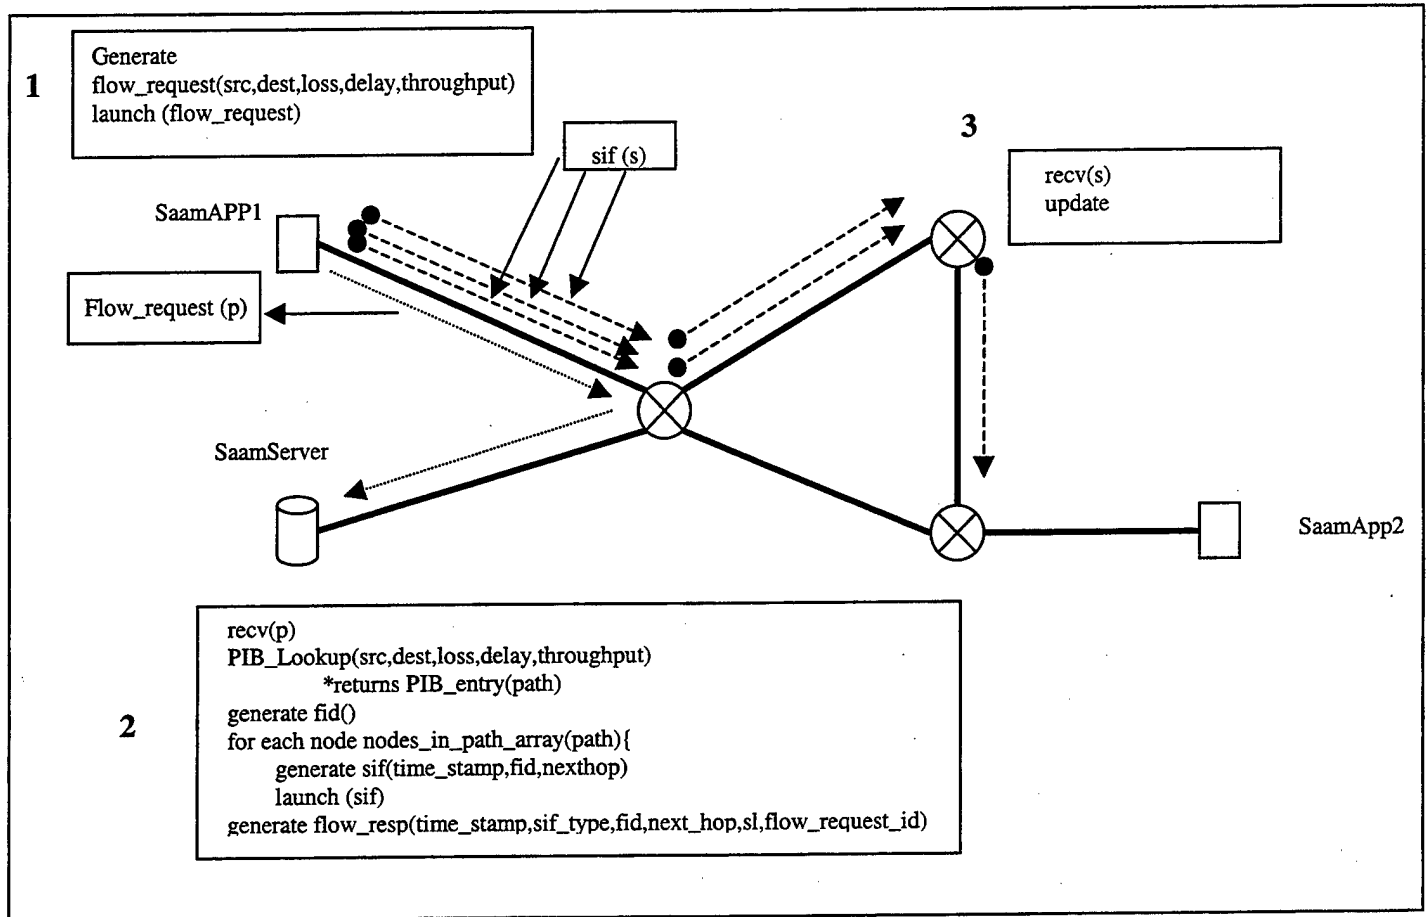 1
Generate
flow_request(src,dest,loss,delay,throughput)
launch (flow_request)
sif (s)
3
recv(s)
update
SaamAPP1
Flow_request (p)
SaamServer
SaamApp2
2
recv(p)
PIB_Lookup(src,dest,loss,delay,throughput)
*returns PIB_entry(path)
generate fid()
for each node nodes_in_path_array(path){
generate sif(time_stamp,fid,nexthop)
launch (sif)
generate flow_resp(time_stamp,sif_type,fid,next_hop,sl,flow_request_id)